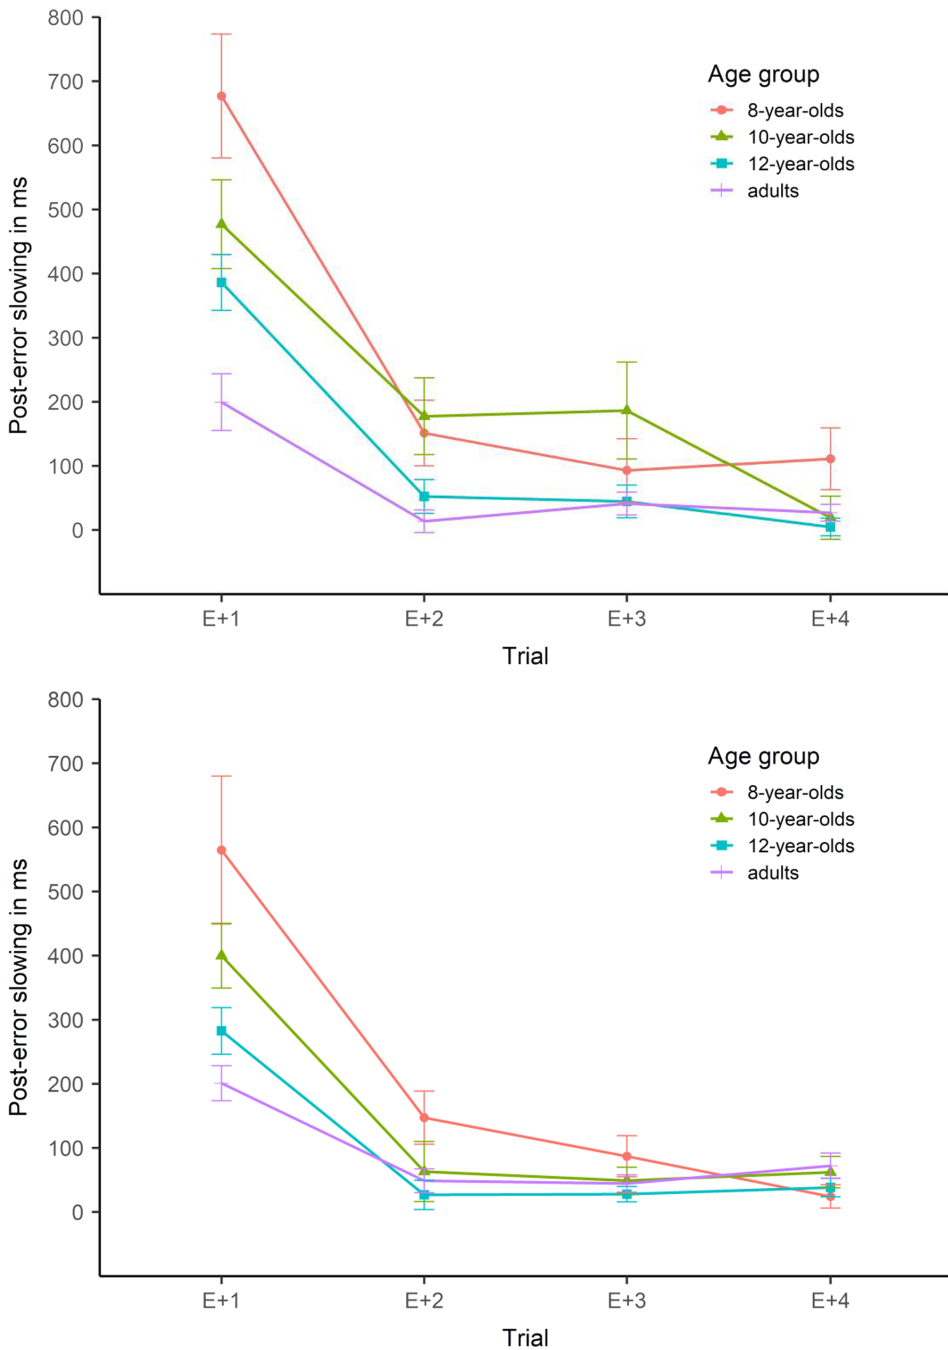 800
700
600
500
400
300
200
100
0
Post-error slowing in ms
Age group
8-year-olds
10-year-olds
12-year-olds
adults
E+1 E+2 E+3 E+4
Trial
800
700
600
500
400
300
200
100
0
Post-error slowing in ms
Age group
8-year-olds
10-year-olds
12-year-olds
adults
E+1 E+2 E+3 E+4
Trial